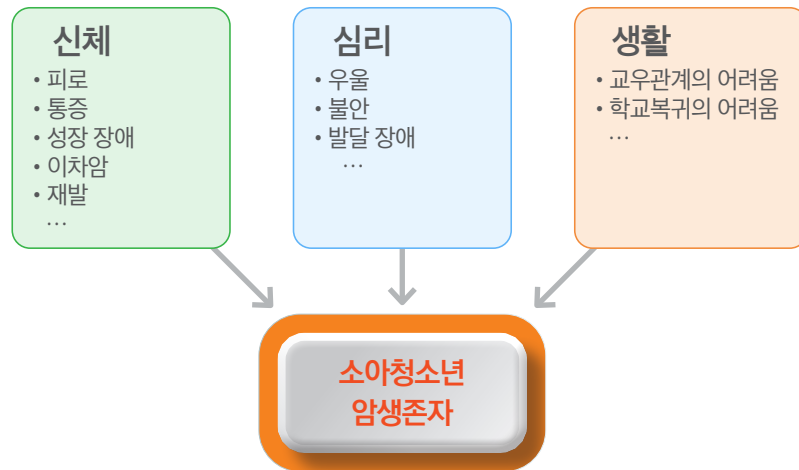 신체
• 피로
• 통증
• 성장 장애
• 이차암
• 재발
…
심리
• 우울
• 불안
• 발달 장애
…
생활
• 교우관계의 어려움
• 학교복귀의 어려움
…
소아청소년
암생존자